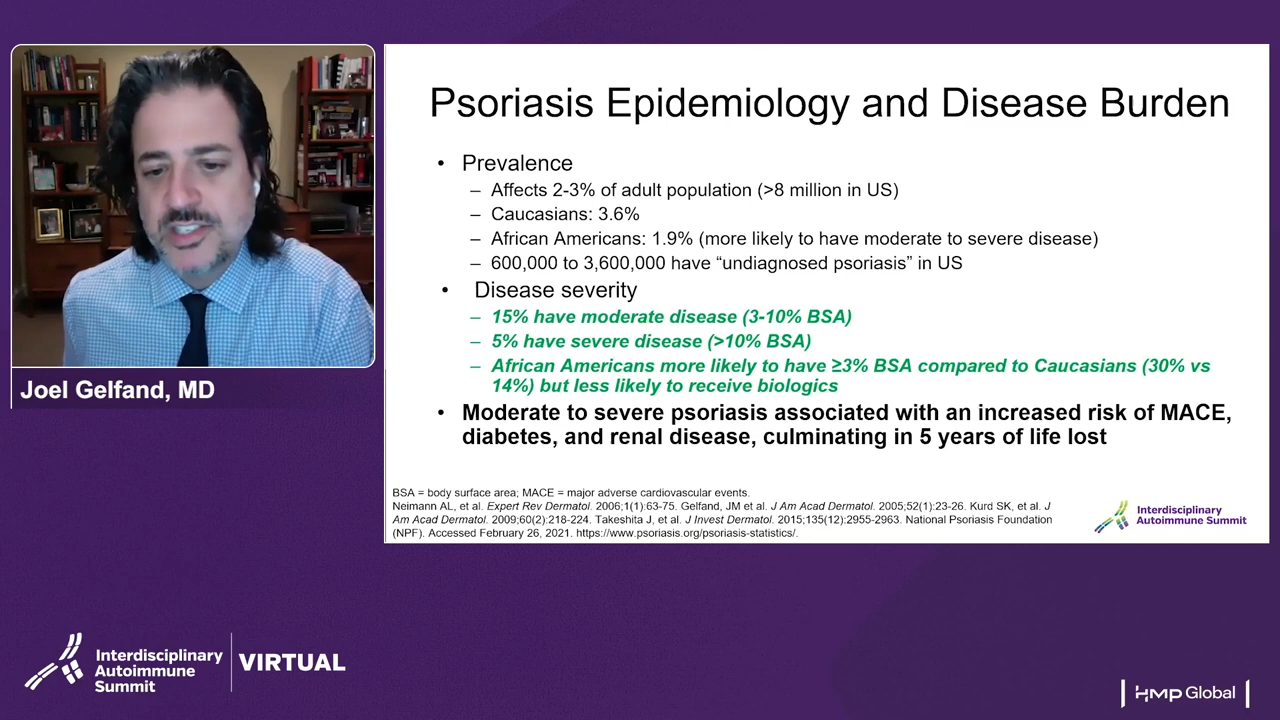 Psoriasis Epidemiology and Disease Burden
• Prevalence
– Affects 2-3% of adult population (>8 million in US)
– Caucasians: 3.6%
– African Americans: 1.9% (more likely to have moderate to severe disease)
– 600,000 to 3,600,000 have “undiagnosed psoriasis” in US
• Disease severity
– 15% have moderate disease (3-10% BSA)
– 5% have severe disease (>10% BSA)
– African Americans more likely to have ≥3% BSA compared to Caucasians (30% vs
14%) but less likely to receive biologics
• Moderate to severe psoriasis associated with an increased risk of MACE,
diabetes, and renal disease, culminating in 5 years of life lost
BSA = body surface area; MACE = major adverse cardiovascular events.
Neimann AL, et al. Expert Rev Dermatol. 2006;1(1):63-75. Gelfand, JM et al. J Am Acad Dermatol. 2005;52(1):23-26. Kurd SK, et al. J
Am Acad Dermatol. 2009;60(2):218-224. Takeshita J, et al. J Invest Dermatol. 2015;135(12):2955-2963. National Psoriasis Foundation
(NPF). Accessed February 26, 2021. https://www.psoriasis.org/psoriasis-statistics/.
Interdisciplinary
Autoimmune Summit
Joel Gelfand, MD
Interdisciplinary
Autoimmune
Summit
VIRTUAL
HMP Global